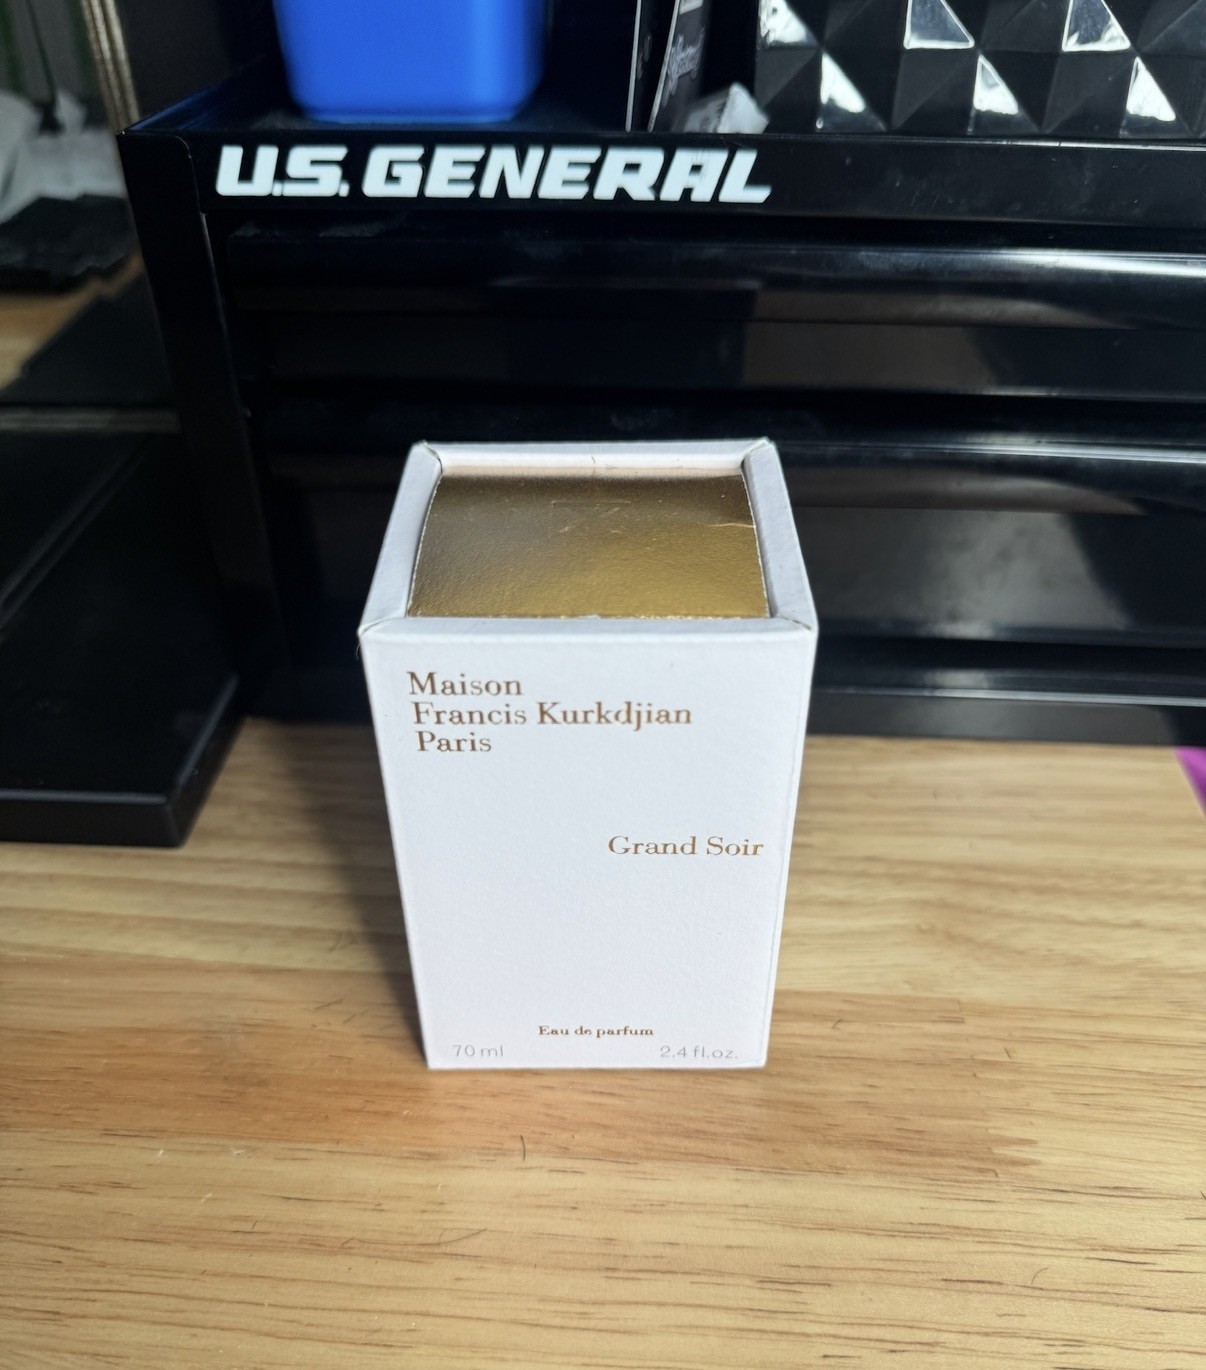 U.S. GENERAL
Maison
Francis Kurkdjian
Paris
Grand Soir
Eau de parfum
70 ml
2.4 fl.oz.